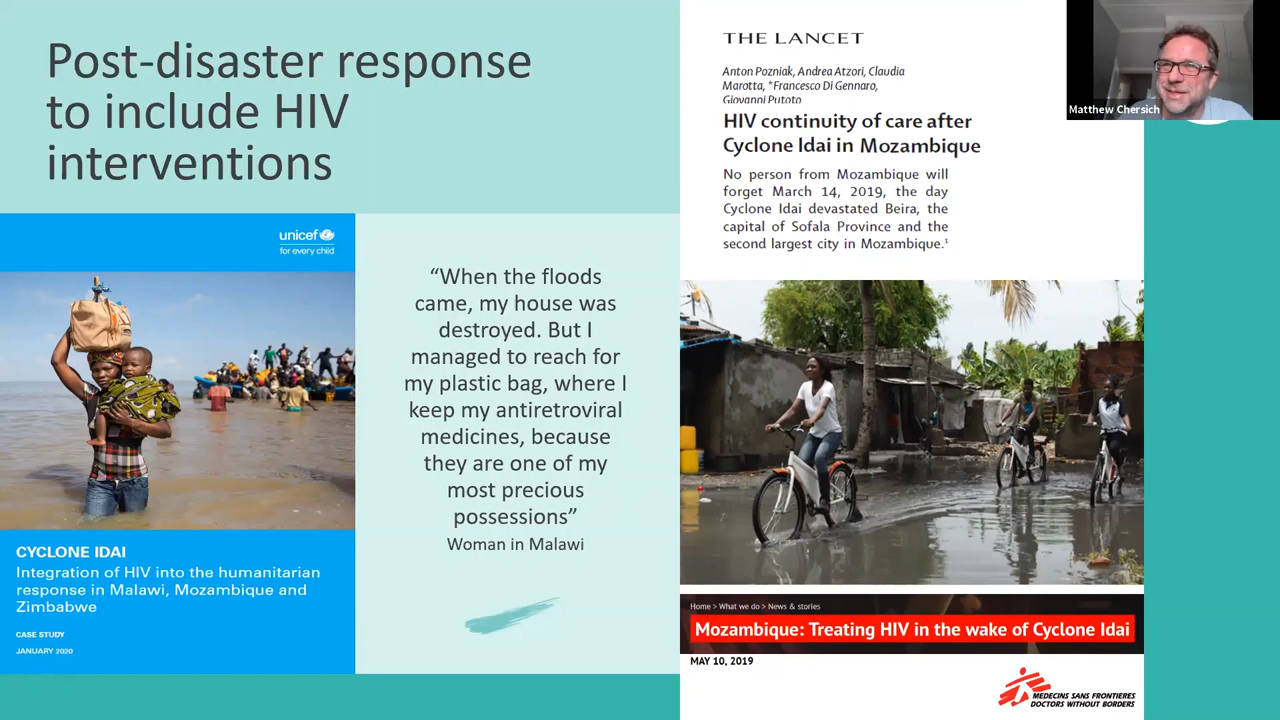 Post-disaster response
to include HIV
interventions
unicef
for every child
CYCLONE IDAI
Integration of HIV into the humanitarian
response in Malawi, Mozambique and
Zimbabwe
CASE STUDY
JANUARY 2020
“When the floods
came, my house was
destroyed. But I
managed to reach for
my plastic bag, where I
keep my antiretroviral
medicines, because
they are one of my
most precious
possessions”
Woman in Malawi
THE LANCET
Anton Pozniak, Andrea Atzori, Claudia
Marotta, *Francesco Di Gennaro,
Giovanni Putoto
HIV continuity of care after
Cyclone Idai in Mozambique
No person from Mozambique will
forget March 14, 2019, the day
Cyclone Idai devastated Beira, the
capital of Sofala Province and the
second largest city in Mozambique.¹
Home > What we do > News & stories
Mozambique: Treating HIV in the wake of Cyclone Idai
MAY 10, 2019
MEDECINS SANS FRONTIERES
DOCTORS WITHOUT BORDERS
Matthew Chersich